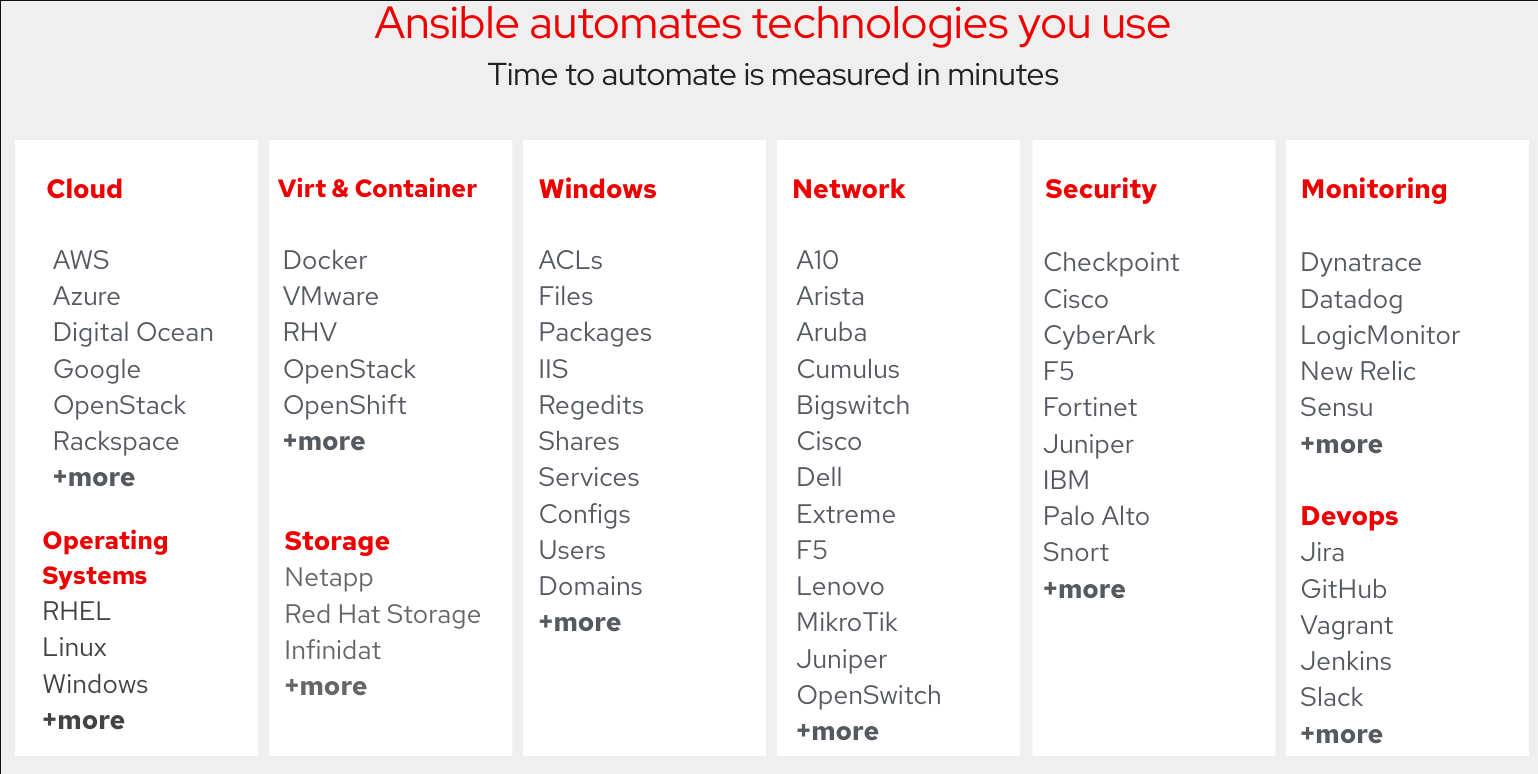 Ansible automates technologies you use
Time to automate is measured in minutes
Cloud
AWS
Azure
Digital Ocean
Google
OpenStack
Rackspace
+more
Operating
Systems
RHEL
Linux
Windows
+more
Virt & Container
Docker
VMware
RHV
OpenStack
OpenShift
+more
Storage
Netapp
Red Hat Storage
Infinidat
+more
Windows
ACLs
Files
Packages
IIS
Regedits
Shares
Services
Configs
Users
Domains
+more
Network
A10
Arista
Aruba
Cumulus
Bigswitch
Cisco
Dell
Extreme
F5
Lenovo
MikroTik
Juniper
OpenSwitch
+more
Security
Checkpoint
Cisco
CyberArk
F5
Fortinet
Juniper
IBM
Palo Alto
Snort
+more
Monitoring
Dynatrace
Datadog
LogicMonitor
New Relic
Sensu
+more
Devops
Jira
GitHub
Vagrant
Jenkins
Slack
+more